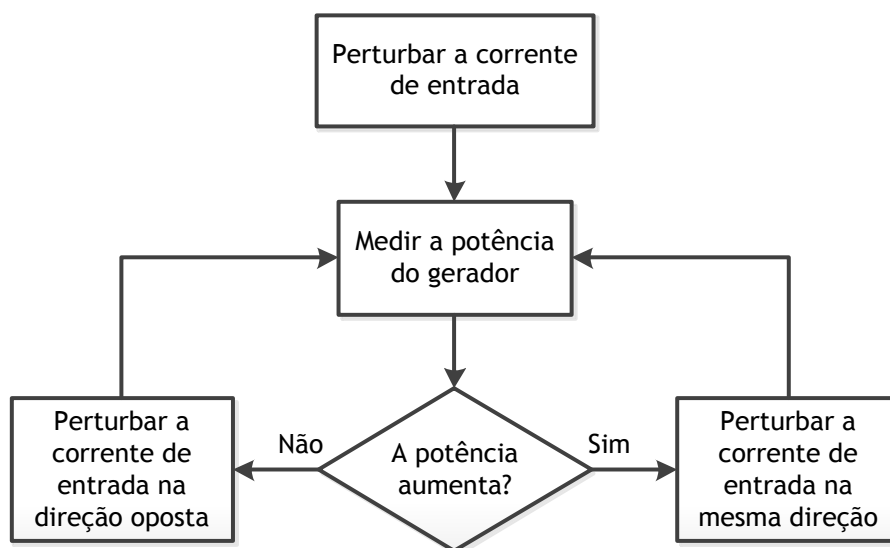 Perturbar a corrente
de entrada
Medir a potência
do gerador
A potência
aumenta?
Não
Sim
Perturbar a
corrente de
entrada na
direção oposta
Perturbar a
corrente de
entrada na
mesma direção